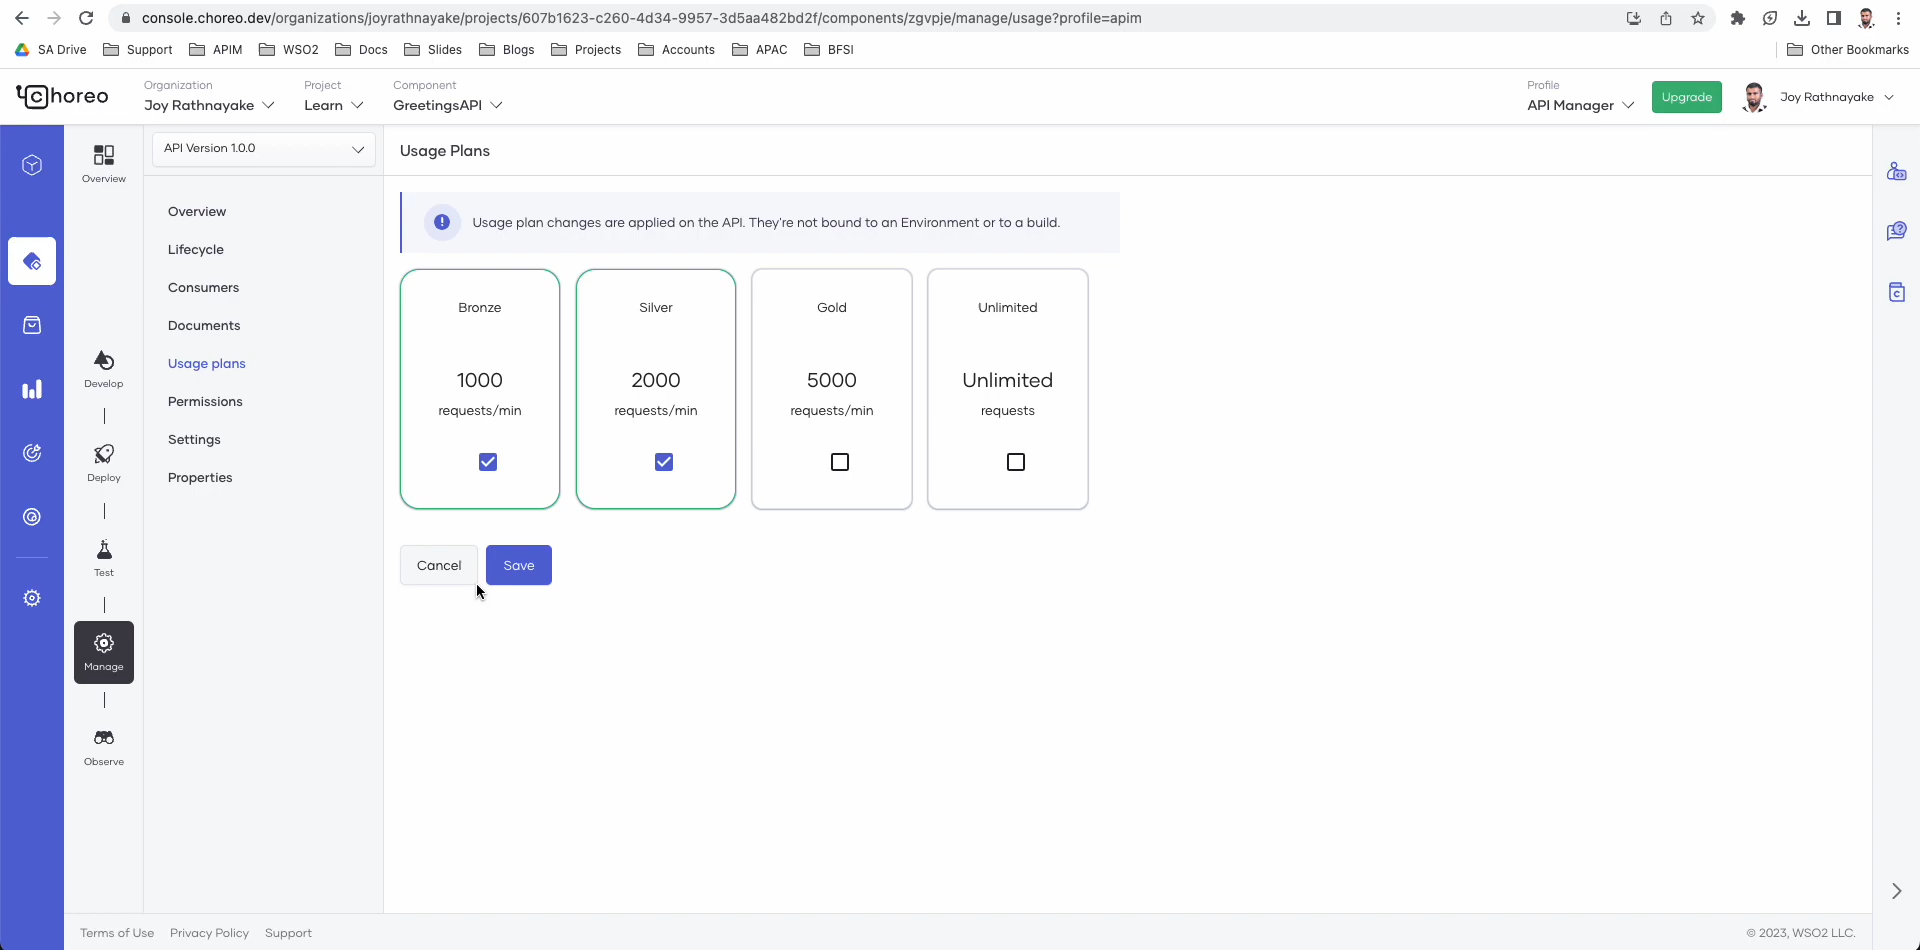 console.choreo.dev/organizations/joyrathnayake/projects/607b1623-c260-4d34-9957-3d5aa482bd2f/components/zgvpje/manage/usage?profile=apim
SA Drive Support APIM WSO2 Docs Slides Blogs Projects Accounts APAC BFSI Other Bookmarks
Choreo
Organization
Joy Rathnayake
Project
Learn
Component
GreetingsAPI
Profile
API Manager
Upgrade
Joy Rathnayake
Overview
Develop
Deploy
Test
Manage
Observe
API Version 1.0.0
Overview
Lifecycle
Consumers
Documents
Usage plans
Permissions
Settings
Properties
Usage Plans
Usage plan changes are applied on the API. They're not bound to an Environment or to a build.
Bronze
1000
requests/min
Silver
2000
requests/min
Gold
5000
requests/min
Unlimited
Unlimited
requests
Cancel Save
Terms of Use Privacy Policy Support
© 2023, WSO2 LLC.